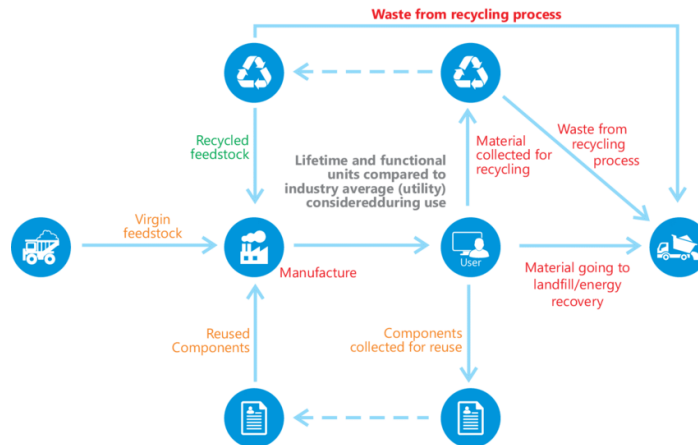 Waste from recycling process
Recycled
feedstock
Lifetime and functional
units compared to
industry average (utility)
consideredduring use
Material
collected for
recycling
Waste from
recycling
process
Virgin
feedstock
Manufacture
User
Material going to
landfill/energy
recovery
Reused
Components
Components
collected for reuse